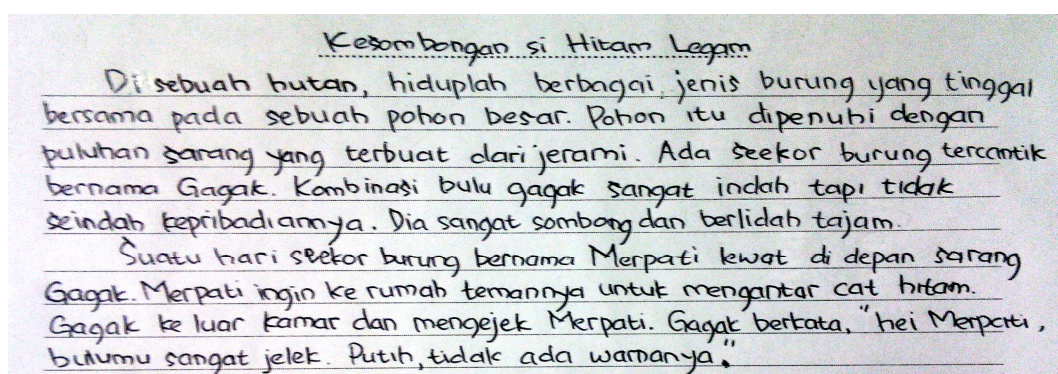 Kesombongan si Hitam Legam
Di sebuah hutan, hiduplah berbagai jenis burung yang tinggal
bersama pada sebuah pohon besar. Pohon itu dipenuhi dengan
puluhan sarang yang terbuat dari jerami. Ada seekor burung tercantik
bernama Gagak. Kombinasi bulu gagak sangat indah tapi tidak
seindah kepribadiannya. Dia sangat sombong dan berlidah tajam.
Suatu hari seekor burung bernama Merpati lewat di depan sarang
Gagak. Merpati ingin ke rumah temannya untuk mengantar cat hitam.
Gagak ke luar kamar dan mengejek Merpati. Gagak berkata, "hei Merpati,
bulumu sangat jelek. Putih, tidak ada warnanya."